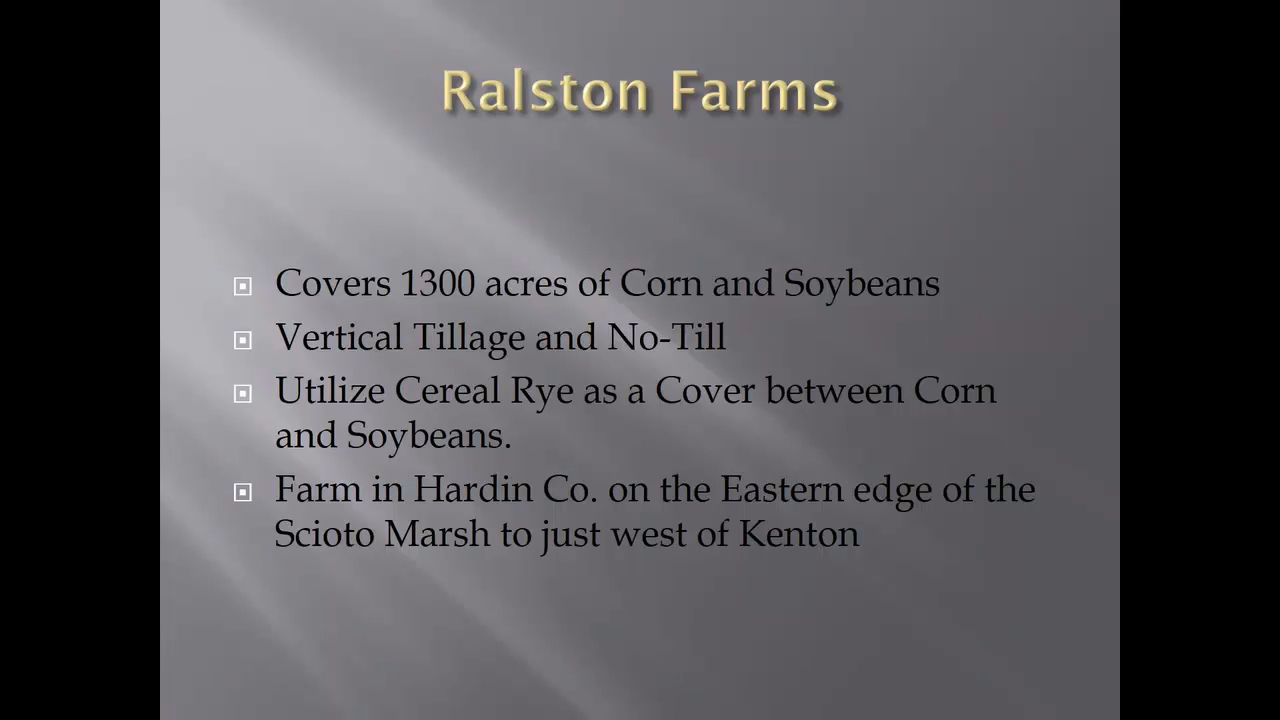 Ralston Farms
Covers 1300 acres of Corn and Soybeans
Vertical Tillage and No-Till
Utilize Cereal Rye as a Cover between Corn
and Soybeans.
Farm in Hardin Co. on the Eastern edge of the
Scioto Marsh to just west of Kenton